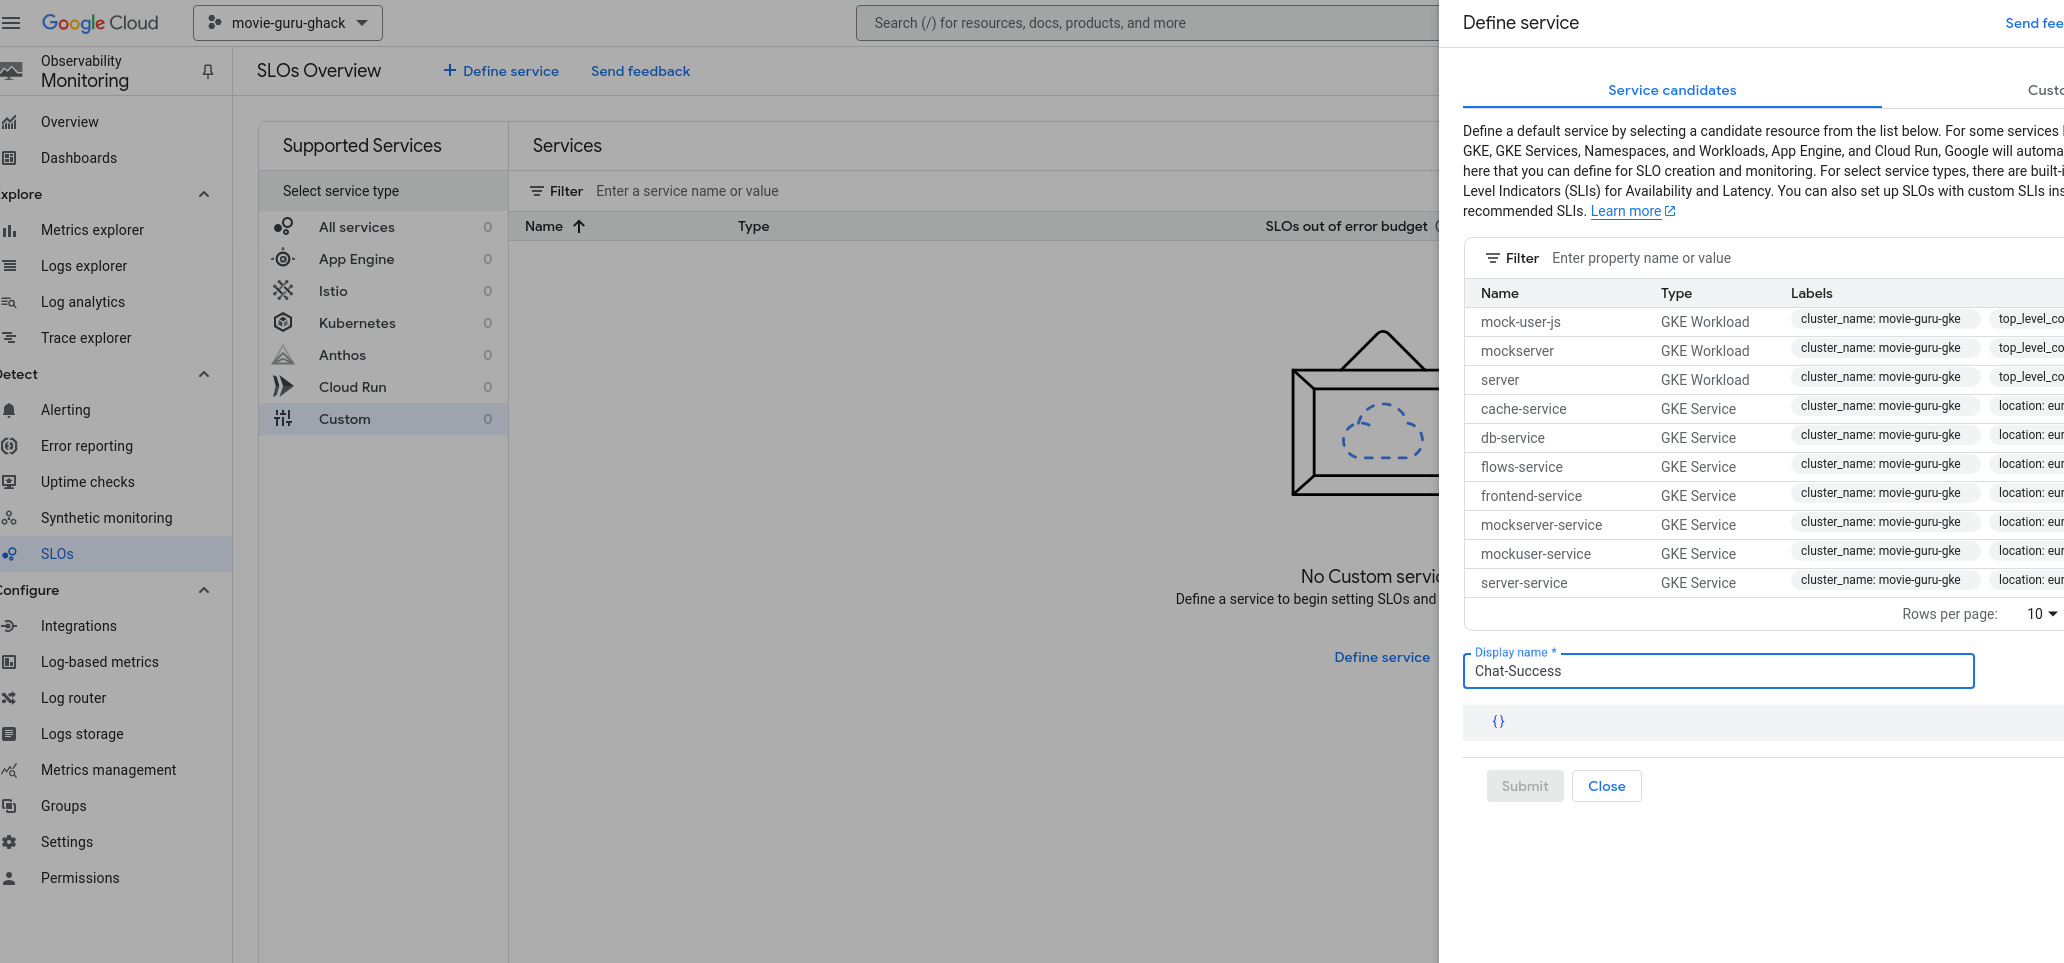 Google Cloud
movie-guru-ghack
Search (/) for resources, docs, products, and more
Observability
Monitoring
Overview
Dashboards
Explore
Metrics explorer
Logs explorer
Log analytics
Trace explorer
Detect
Alerting
Error reporting
Uptime checks
Synthetic monitoring
SLOs
Configure
Integrations
Log-based metrics
Log router
Logs storage
Metrics management
Groups
Settings
Permissions
SLOs Overview
Define service
Send feedback
Supported Services
Select service type
All services 0
App Engine 0
Istio 0
Kubernetes 0
Anthos 0
Cloud Run 0
Custom 0
Services
Filter Enter a service name or value
Name Type SLOs out of error budget
No Custom servic
Define a service to begin setting SLOs and
Define service
Define service
Send fee
Service candidates
Custo
Define a default service by selecting a candidate resource from the list below. For some services l
GKE, GKE Services, Namespaces, and Workloads, App Engine, and Cloud Run, Google will automa
here that you can define for SLO creation and monitoring. For select service types, there are built-i
Level Indicators (SLIs) for Availability and Latency. You can also set up SLOs with custom SLIs ins
recommended SLIs. Learn more
Filter Enter property name or value
Name Type Labels
mock-user-js GKE Workload cluster_name: movie-guru-gke top_level_co
mockserver GKE Workload cluster_name: movie-guru-gke top_level_co
server GKE Workload cluster_name: movie-guru-gke top_level_co
cache-service GKE Service cluster_name: movie-guru-gke location: eur
db-service GKE Service cluster_name: movie-guru-gke location: eur
flows-service GKE Service cluster_name: movie-guru-gke location: eur
frontend-service GKE Service cluster_name: movie-guru-gke location: eur
mockserver-service GKE Service cluster_name: movie-guru-gke location: eur
mockuser-service GKE Service cluster_name: movie-guru-gke location: eur
server-service GKE Service cluster_name: movie-guru-gke location: eur
Rows per page: 10
Display name *
Chat-Success
{}
Submit
Close